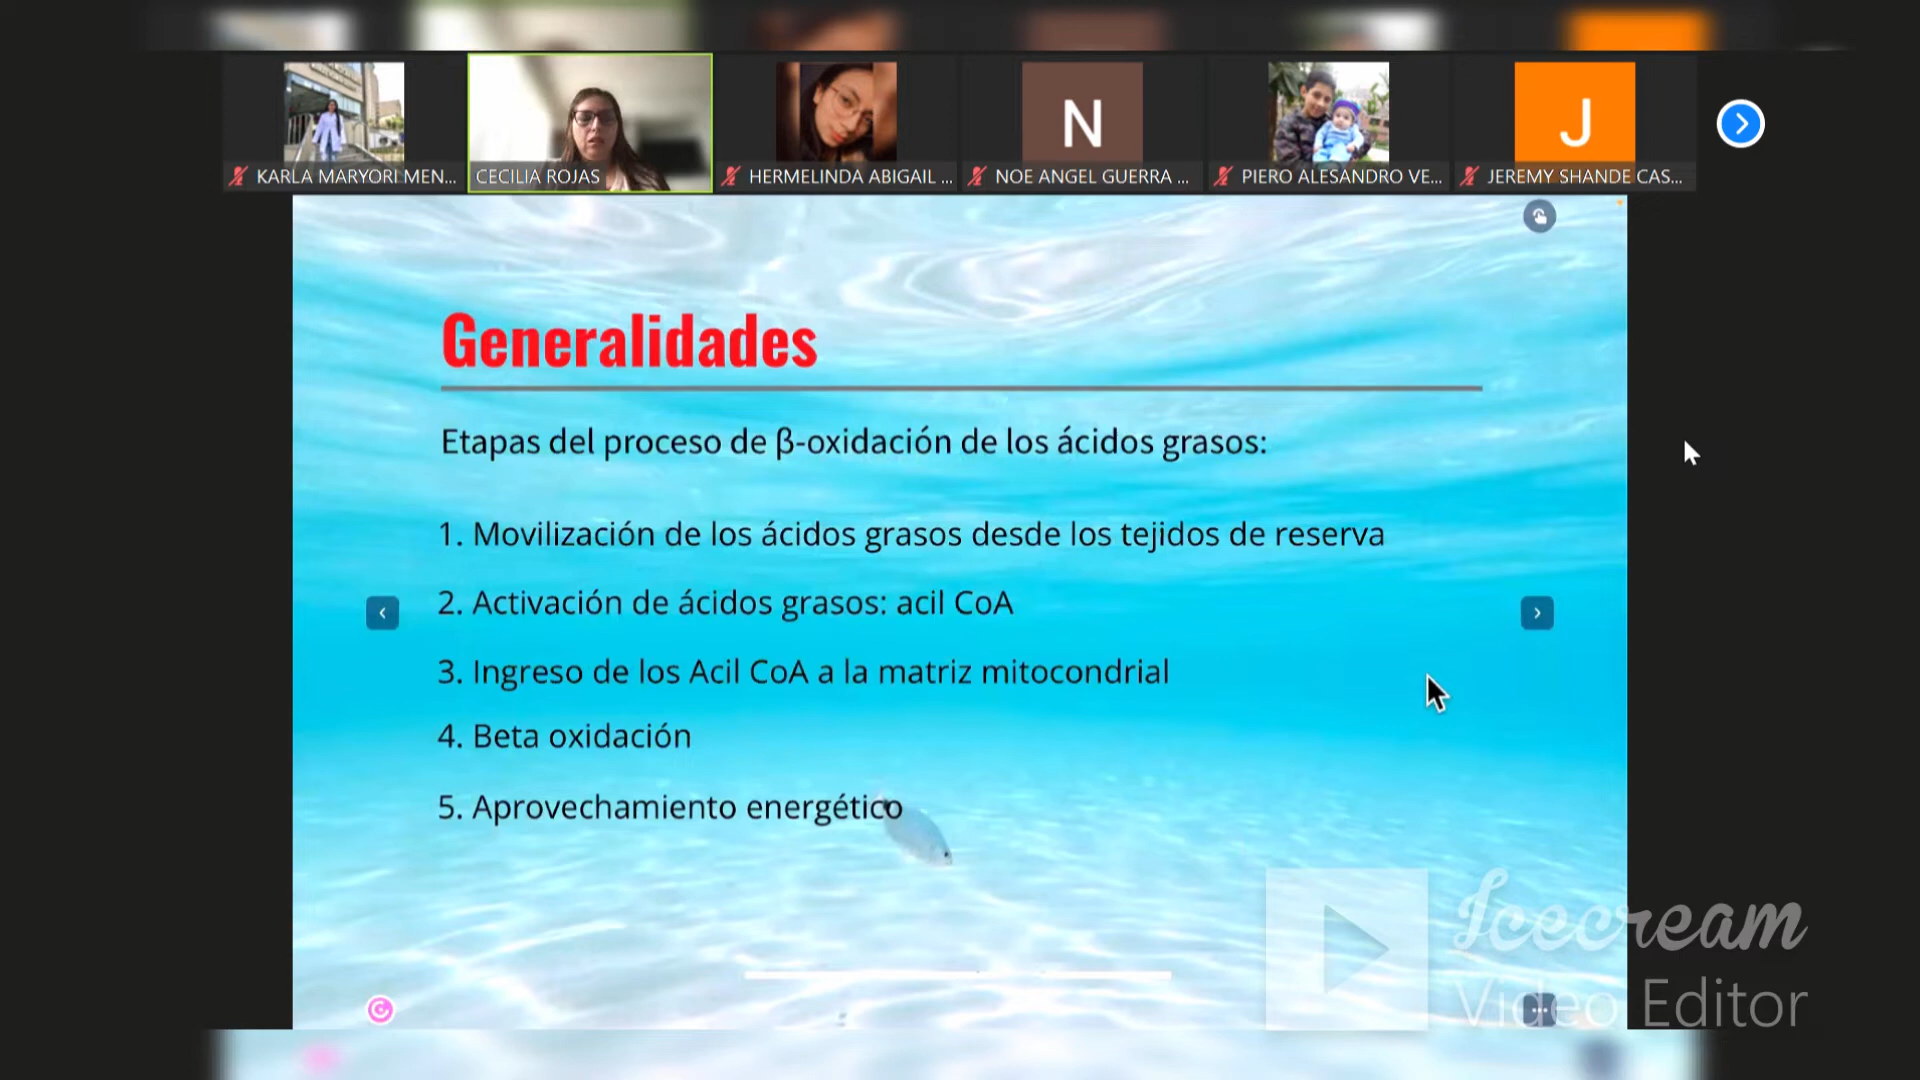 KARLA MARYORI MEN...
CECILIA ROJAS
HERMELINDA ABIGAIL ...
N
NOE ANGEL GUERRA ...
PIERO ALESANDRO VE...
J
JEREMY SHANDE CAS...
Generalidades
Etapas del proceso de β-oxidación de los ácidos grasos:
1. Movilización de los ácidos grasos desde los tejidos de reserva
2. Activación de ácidos grasos: acil CoA
3. Ingreso de los Acil CoA a la matriz mitocondrial
4. Beta oxidación
5. Aprovechamiento energético
Icecream
Video Editor